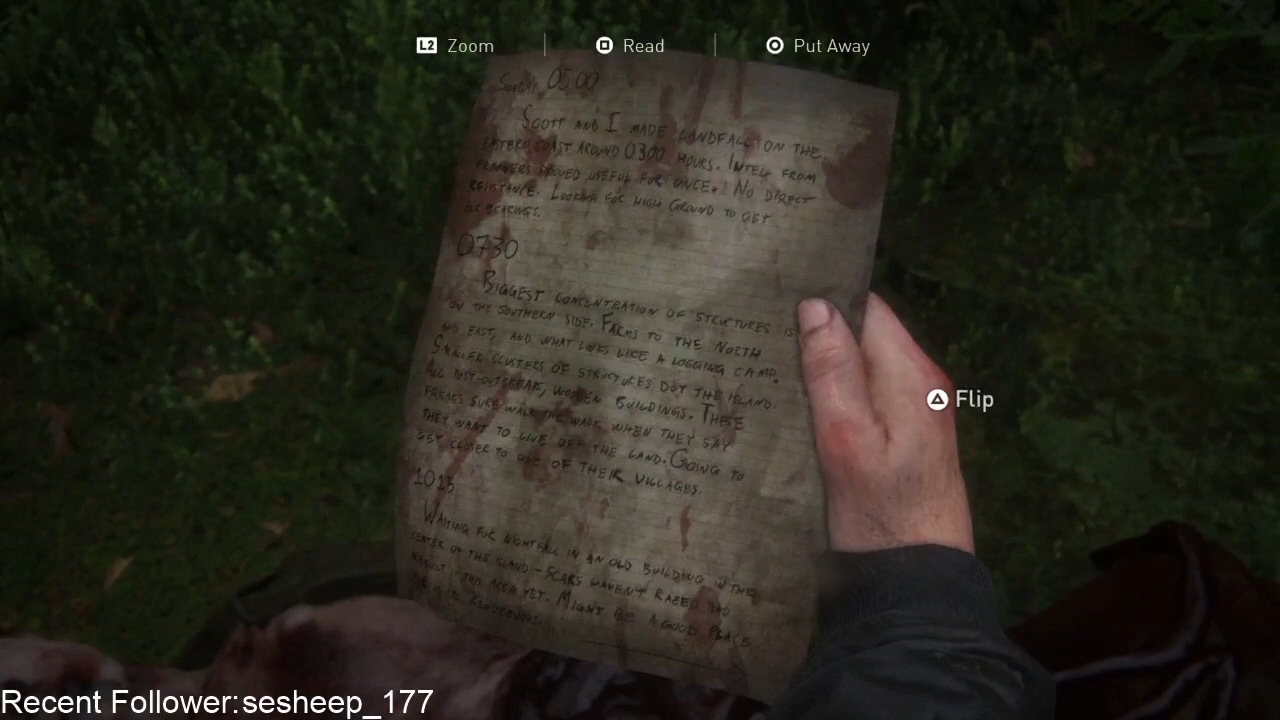 L2 Zoom | Read | Put Away
Sunday 0500
Scott and I made landfall on the
eastern coast around 0300 hours. Intel from
prisoners proved useful for once. No direct
resistance. Looking for high ground to get
our bearings.
0730
Biggest concentration of structures is
on the southern side. Farms to the north
and east, and what looks like a logging camp.
Smaller clusters of structures dot the island.
All post-outbreak, wooden buildings. These
freaks sure walk the walk when they say
they want to live off the land. Going to
get closer to one of their villages.
1015
Waiting for nightfall in an old building in the
center of the island - Scars haven't razed and
rebuilt in this area yet. Might be a good place
for rendezvous.
Flip
Recent Follower:sesheep_177